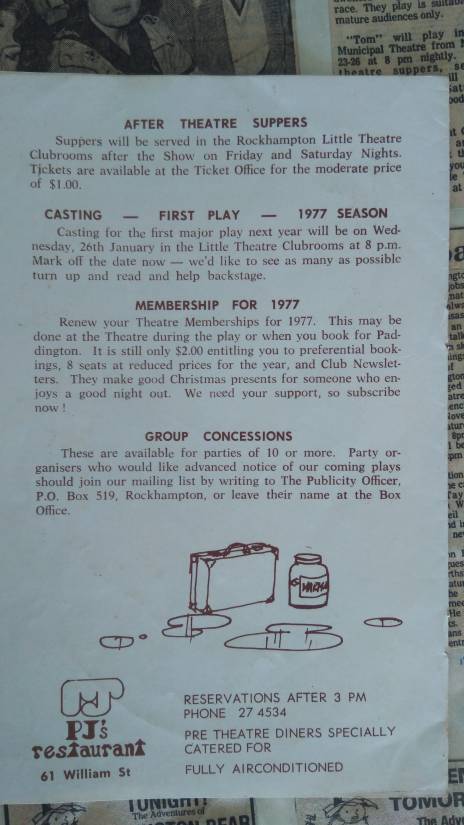 race. They play is
mature audiences only.
"Tom" will play in
Municipal Theatre from
23-26 at 8 pm nightly.
theatre suppers,
AFTER THEATRE SUPPERS
Suppers will be served in the Rockhampton Little Theatre
Clubrooms after the Show on Friday and Saturday Nights.
Tickets are available at the Ticket Office for the moderate price
of $1.00.
CASTING — FIRST PLAY — 1977 SEASON
Casting for the first major play next year will be on Wed-
nesday, 26th January in the Little Theatre Clubrooms at 8 p.m.
Mark off the date now — we'd like to see as many as possible
turn up and read and help backstage.
MEMBERSHIP FOR 1977
Renew your Theatre Memberships for 1977. This may be
done at the Theatre during the play or when you book for Pad-
dington. It is still only $2.00 entitling you to preferential book-
ings, 8 seats at reduced prices for the year, and Club Newslet-
ters. They make good Christmas presents for someone who en-
joys a good night out. We need your support, so subscribe
now !
GROUP CONCESSIONS
These are available for parties of 10 or more. Party or-
ganisers who would like advanced notice of our coming plays
should join our mailing list by writing to The Publicity Officer,
P.O. Box 519, Rockhampton, or leave their name at the Box
Office.
PJ's
restaurant
61 William St
RESERVATIONS AFTER 3 PM
PHONE 27 4534
PRE THEATRE DINERS SPECIALLY
CATERED FOR
FULLY AIRCONDITIONED
TONIGHT!
The Adventures of
TOMOR
The Adv